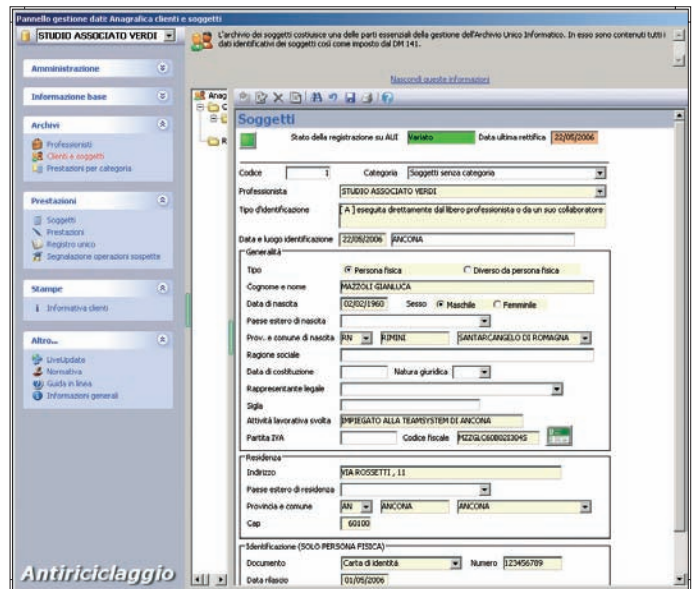 Pannello gestione dati: Anagrafica clienti e soggetti
STUDIO ASSOCIATO VERDI
L'archivio dei soggetti costiusce una delle parti essenziali della gestione dell'Archivio Unico Informatico. In esso sono contenuti tutti i
dati identificativi dei soggetti così come imposto dal DM 141.
Nascondi queste informazioni
Amministrazione
Informazione base
Archivi
Professionisti
Clienti e soggetti
Prestazioni per categoria
Prestazioni
Soggetti
Prestazioni
Registro unico
Segnalazione operazioni sospette
Stampe
Informativa clienti
Altro...
LiveUpdate
Normativa
Guida in linea
Informazioni generali
Antiriciclaggio
Anag
C
R
Soggetti
Stato della registrazione su AUI Variato Data ultima rettifica 22/05/2006
Codice 1 Categoria Soggetti senza categoria
Professionista STUDIO ASSOCIATO VERDI
Tipo d'identificazione [ A ] eseguita direttamente dal libero professionista o da un suo collaboratore
Data e luogo identificazione 22/05/2006 ANCONA
Generalità
Tipo Persona fisica Diverso da persona fisica
Cognome e nome MAZZOLI GIANLUCA
Data di nascita 02/02/1960 Sesso Maschile Femminile
Paese estero di nascita
Prov. e comune di nascita RN RIMINI SANTARCANGELO DI ROMAGNA
Ragione sociale
Data di costituzione Natura giuridica
Rappresentante legale
Sigla
Attività lavorativa svolta IMPIEGATO ALLA TEAMSYSTEM DI ANCONA
Partita IVA Codice fiscale MZZGLC60B02I304S
Residenza
Indirizzo VIA ROSSETTI , 11
Paese estero di residenza
Provincia e comune AN ANCONA ANCONA
Cap 60100
Identificazione (SOLO PERSONA FISICA)
Documento Carta di identità Numero 123456789
Data rilascio 01/05/2006